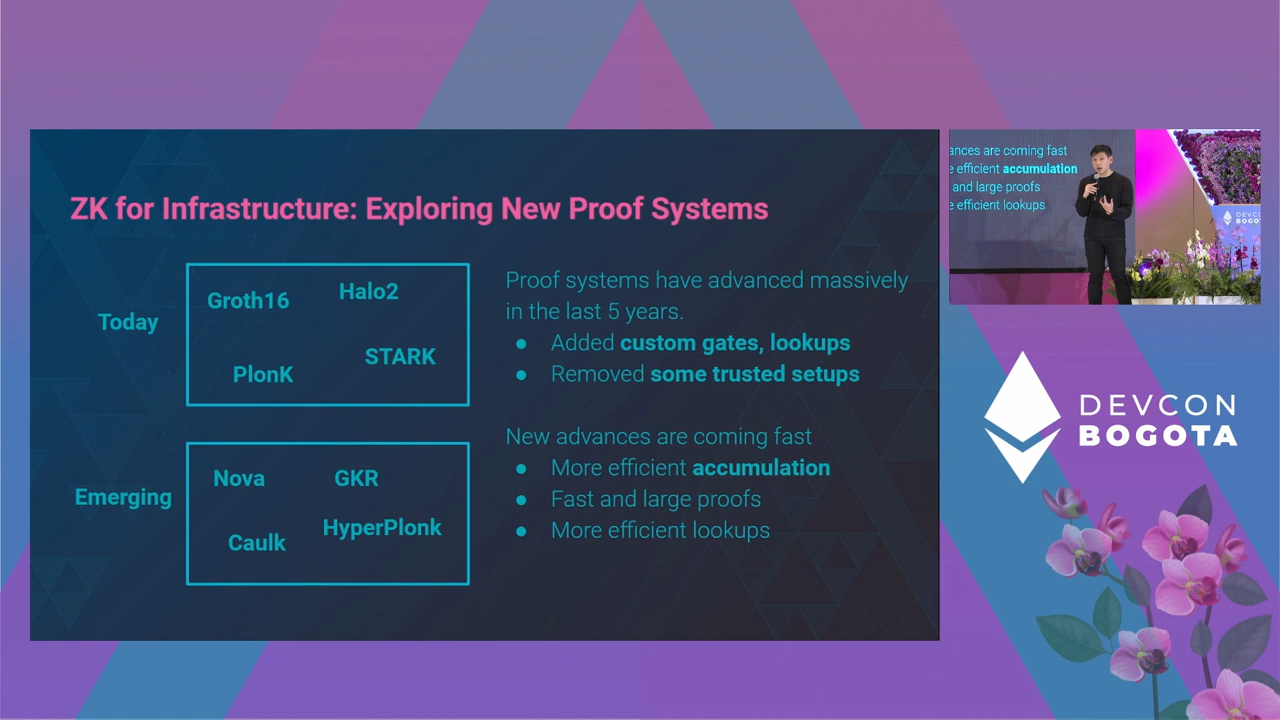 ZK for Infrastructure: Exploring New Proof Systems
Today
Groth16
Halo2
PlonK
STARK
Emerging
Nova
GKR
Caulk
HyperPlonk
Proof systems have advanced massively
in the last 5 years.
● Added custom gates, lookups
● Removed some trusted setups
New advances are coming fast
● More efficient accumulation
● Fast and large proofs
● More efficient lookups
ances are coming fast
e efficient accumulation
and large proofs
e efficient lookups
DEVCON
BOGOTA